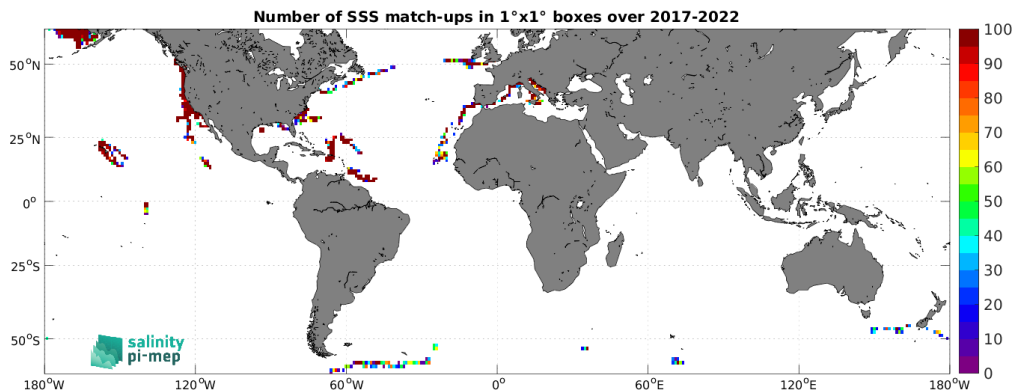 Number of SSS match-ups in 1°x1° boxes over 2017-2022
50°N
25°N
0°
25°S
50°S
180°W
120°W
60°W
0°
60°E
120°E
180°W
100
90
80
70
60
50
40
30
20
10
0
salinity
pi-mep